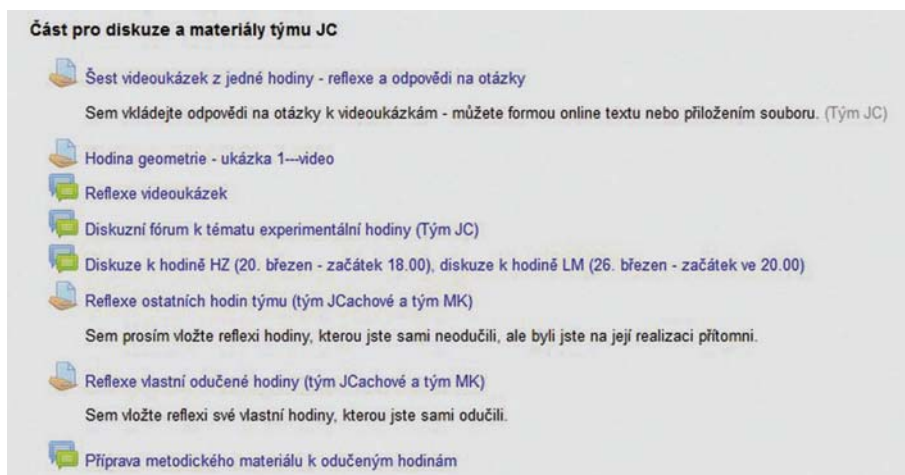 Část pro diskuze a materiály týmu JC
Šest videoukázek z jedné hodiny - reflexe a odpovědi na otázky
Sem vkládejte odpovědi na otázky k videoukázkám - můžete formou online textu nebo přiložením souboru. (Tým JC)
Hodina geometrie - ukázka 1---video
Reflexe videoukázek
Diskuzní fórum k tématu experimentální hodiny (Tým JC)
Diskuze k hodině HZ (20. březen - začátek 18.00), diskuze k hodině LM (26. březen - začátek ve 20.00)
Reflexe ostatních hodin týmu (tým JCachové a tým MK)
Sem prosím vložte reflexi hodiny, kterou jste sami neodučili, ale byli jste na její realizaci přítomni.
Reflexe vlastní odučené hodiny (tým JCachové a tým MK)
Sem vložte reflexi své vlastní hodiny, kterou jste sami odučili.
Příprava metodického materiálu k odučeným hodinám